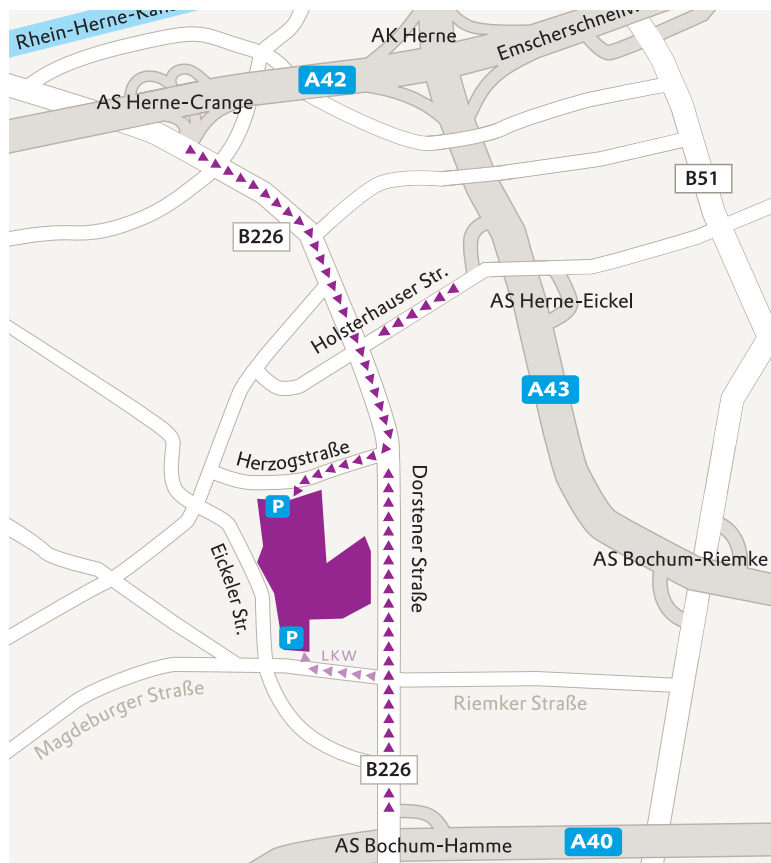 Rhein-Herne-Kana
AK Herne
Emscherschnellw
A42
AS Herne-Crange
B51
B226
Holsterhauser Str.
AS Herne-Eickel
A43
Herzogstraße
Dorstener Straße
P
Eickeler Str.
AS Bochum-Riemke
P
LKW
Magdeburger Straße
Riemker Straße
B226
AS Bochum-Hamme
A40